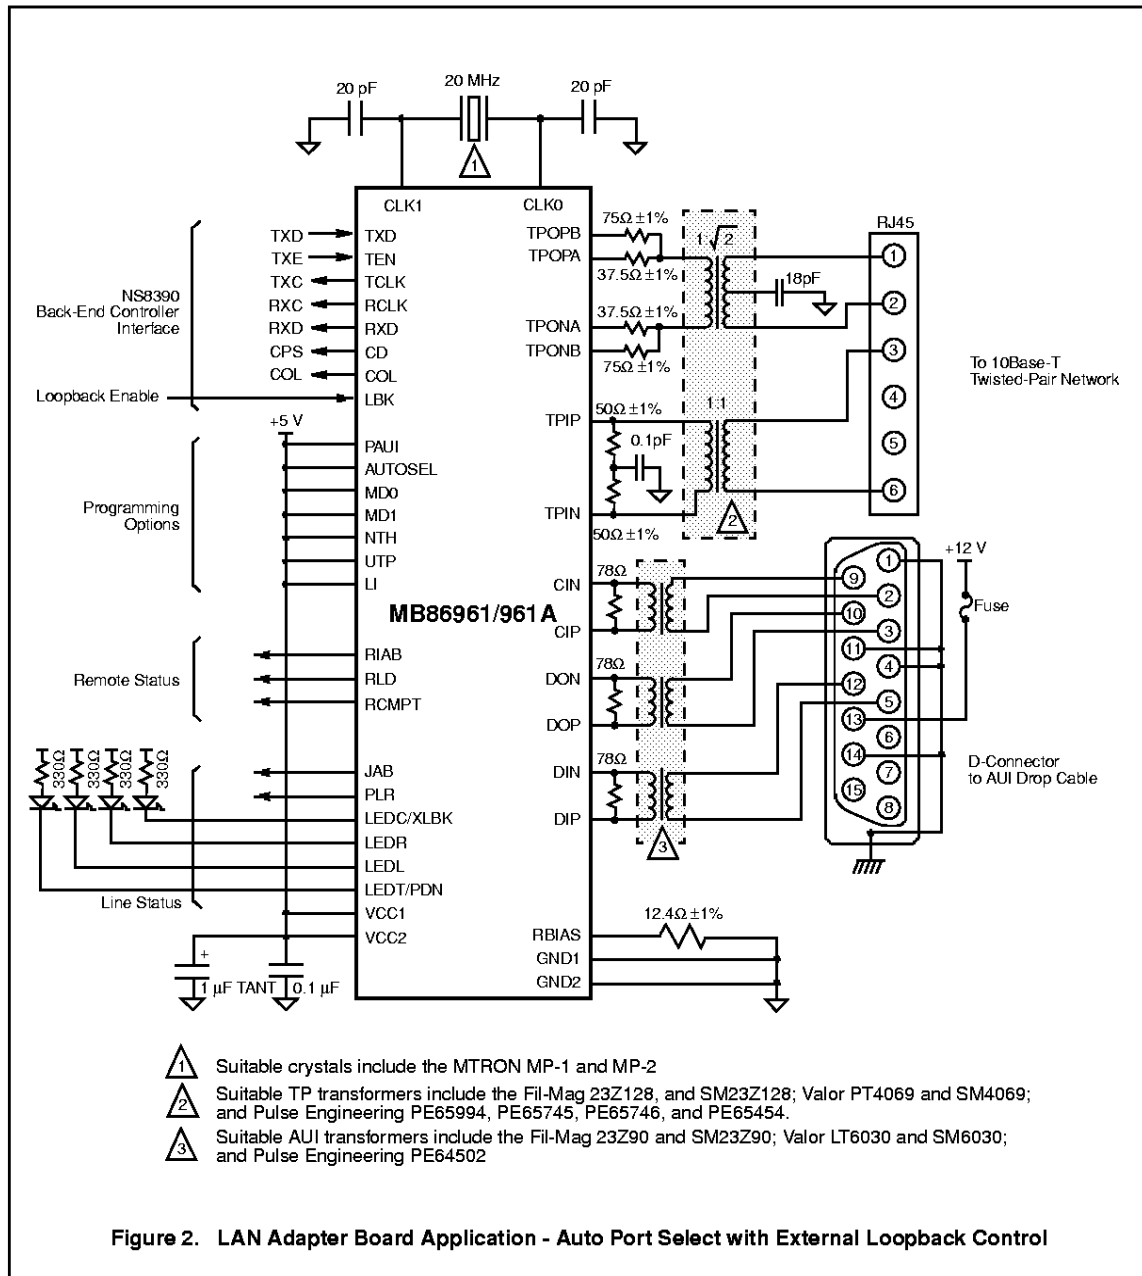 20 pF
20 MHz
20 pF
1
CLK1
CLK0
NS8390
Back-End Controller
Interface
TXD
TXE
TXC
RXC
RXD
CPS
COL
Loopback Enable
TXD
TEN
TCLK
RCLK
RXD
CD
COL
LBK
+5 V
Programming
Options
PAUI
AUTOSEL
MD0
MD1
NTH
UTP
LI
MB86961/961A
Remote Status
RIAB
RLD
RCMPT
330Ω
330Ω
330Ω
330Ω
JAB
PLR
LEDC/XLBK
LEDR
LEDL
LEDT/PDN
Line Status
VCC1
VCC2
+
1 µF TANT
0.1 µF
TPOPB
TPOPA
TPONA
TPONB
TPIP
TPIN
CIN
CIP
DON
DOP
DIN
DIP
RBIAS
GND1
GND2
75Ω ±1%
37.5Ω ±1%
37.5Ω ±1%
75Ω ±1%
50Ω ±1%
0.1pF
50Ω ±1%
1 √2
18pF
1 1
2
78Ω
78Ω
78Ω
3
12.4Ω ±1%
RJ45
1
2
3
4
5
6
To 10Base-T
Twisted-Pair Network
1
9
2
10
3
11
4
12
5
13
6
14
7
15
8
+12 V
Fuse
D-Connector
to AUI Drop Cable
1 Suitable crystals include the MTRON MP-1 and MP-2
2 Suitable TP transformers include the Fil-Mag 23Z128, and SM23Z128; Valor PT4069 and SM4069;
and Pulse Engineering PE65994, PE65745, PE65746, and PE65454.
3 Suitable AUI transformers include the Fil-Mag 23Z90 and SM23Z90; Valor LT6030 and SM6030;
and Pulse Engineering PE64502
Figure 2. LAN Adapter Board Application - Auto Port Select with External Loopback Control